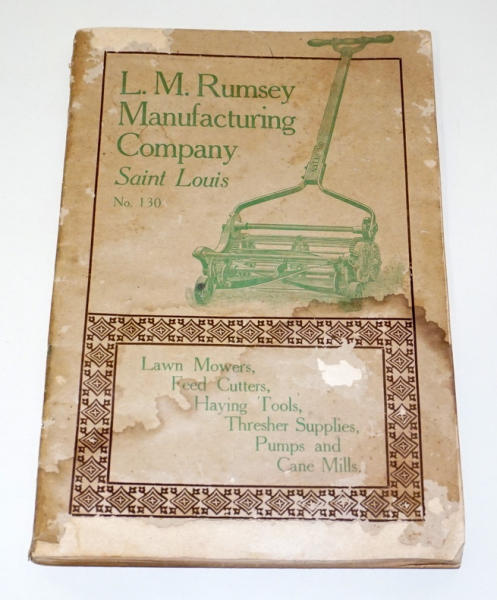 L. M. Rumsey
Manufacturing
Company
Saint Louis
No. 130
Lawn Mowers,
Feed Cutters,
Haying Tools,
Thresher Supplies,
Pumps and
Cane Mills.